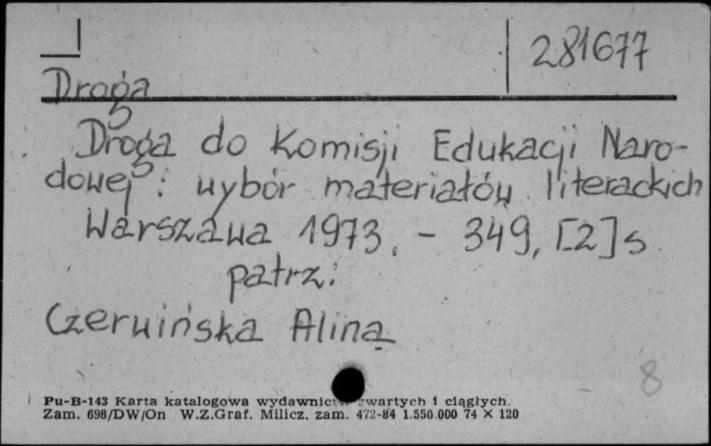 281677
Droga
Droga do Komisji Edukacji Naro-
dowej : wybór materiałów literackich
Warszawa 1973. - 349, [2] s
patrz:
Czerwińska Alina
8
Pu-B-143 Karta katalogowa wydawnictw zwartych i ciągłych.
Zam. 698/DW/On W.Z.Graf. Milicz, zam. 472-84 1.550.000 74 × 120